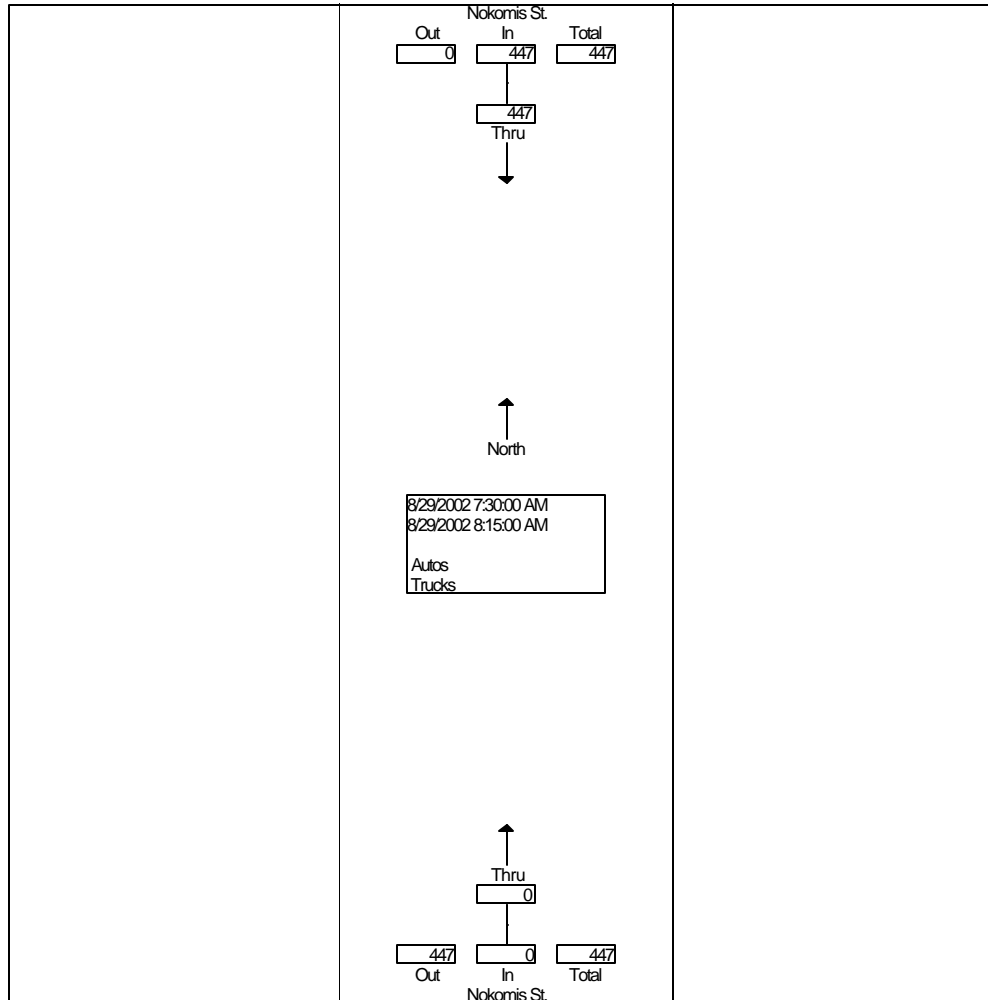 Nokomis St.
Out In Total
0 447 447
447
Thru
North
8/29/2002 7:30:00 AM
8/29/2002 8:15:00 AM
Autos
Trucks
Thru
0
447 0 447
Out In Total
Nokomis St.